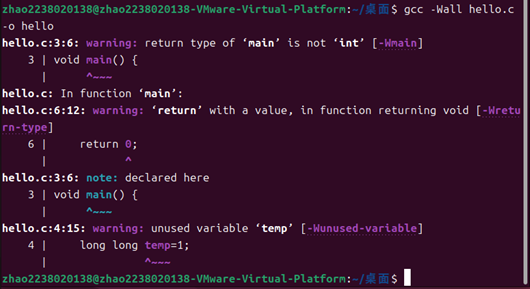 zhao2238020138@zhao2238020138-VMware-Virtual-Platform:~/桌面$ gcc -Wall hello.c
-o hello
hello.c:3:6: warning: return type of ‘main’ is not ‘int’ [-Wmain]
    3 | void main() {
      |      ^~~~
hello.c: In function ‘main’:
hello.c:6:12: warning: ‘return’ with a value, in function returning void [-Wretu
rn-type]
    6 |     return 0;
      |            ^
hello.c:3:6: note: declared here
    3 | void main() {
      |      ^~~~
hello.c:4:15: warning: unused variable ‘temp’ [-Wunused-variable]
    4 |     long long temp=1;
      |               ^~~~
zhao2238020138@zhao2238020138-VMware-Virtual-Platform:~/桌面$